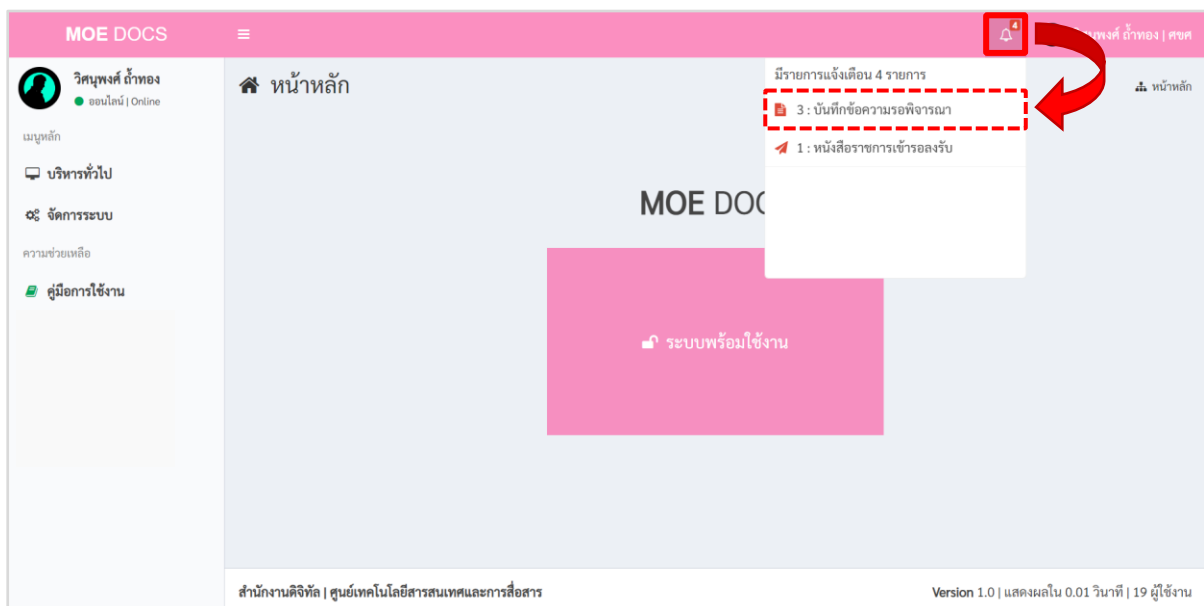 MOE DOCS
4
พงศ์ ถ้ำทอง | ศขศ
วิศนุพงศ์ ถ้ำทอง
ออนไลน์ | Online
เมนูหลัก
บริหารทั่วไป
จัดการระบบ
ความช่วยเหลือ
คู่มือการใช้งาน
หน้าหลัก
มีรายการแจ้งเตือน 4 รายการ
3 : บันทึกข้อความรอพิจารณา
1 : หนังสือราชการเข้ารอลงรับ
หน้าหลัก
MOE DOC
ระบบพร้อมใช้งาน
สำนักงานดิจิทัล | ศูนย์เทคโนโลยีสารสนเทศและการสื่อสาร
Version 1.0 | แสดงผลใน 0.01 วินาที | 19 ผู้ใช้งาน